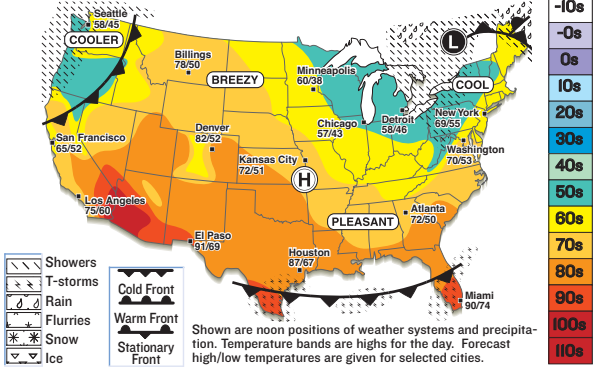 Seattle
58/45
COOLER
Billings
78/50
BREEZY
Minneapolis
60/38
L
COOL
Chicago
57/43
Detroit
58/46
New York
69/55
Washington
70/53
San Francisco
65/52
Denver
82/52
Kansas City
72/51
H
Los Angeles
75/60
El Paso
91/69
PLEASANT
Atlanta
72/50
Houston
87/67
Miami
90/74
Showers
T-storms
Rain
Flurries
Snow
Ice
Cold Front
Warm Front
Stationary
Front
Shown are noon positions of weather systems and precipita-
tion. Temperature bands are highs for the day. Forecast
high/low temperatures are given for selected cities.
-10s
-0s
0s
10s
20s
30s
40s
50s
60s
70s
80s
90s
100s
110s